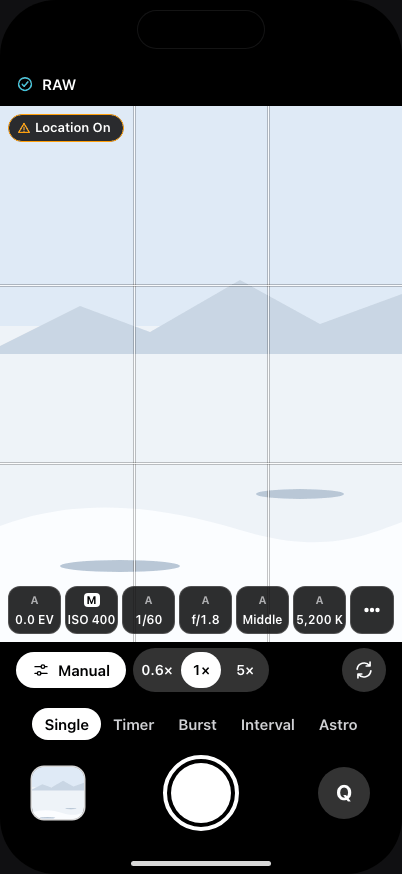 RAW
Location On
A
0.0 EV
M
ISO 400
A
1/60
A
f/1.8
A
Middle
A
5,200 K
Manual
0.6×
1×
5×
Single
Timer
Burst
Interval
Astro
Q